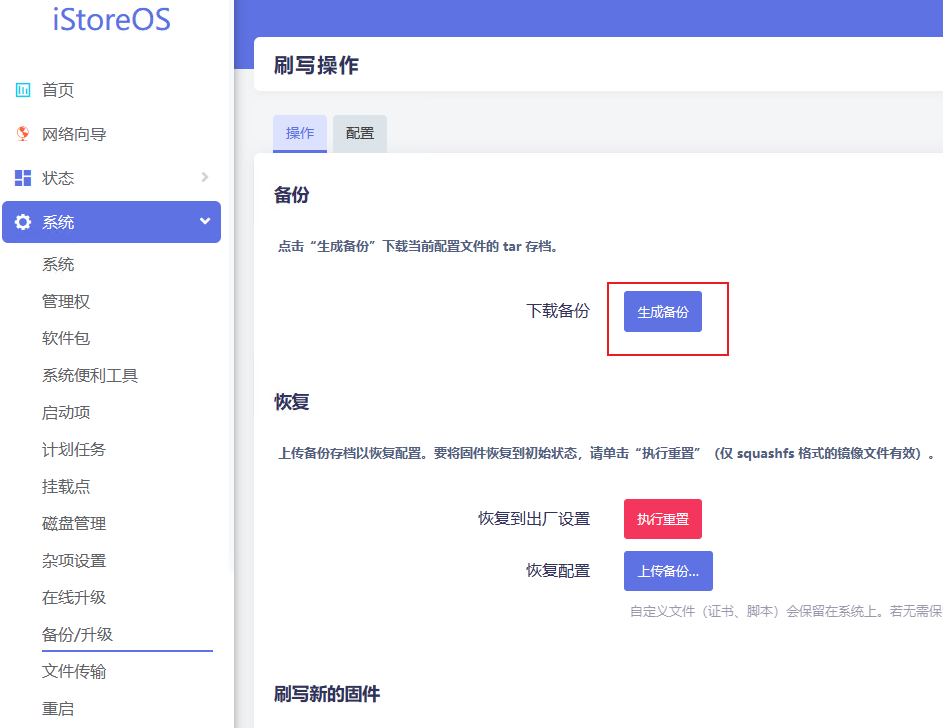 iStoreOS
首页
网络向导
状态
系统
系统
管理权
软件包
系统便利工具
启动项
计划任务
挂载点
磁盘管理
杂项设置
在线升级
备份/升级
文件传输
重启
刷写操作
操作 配置
备份
点击“生成备份”下载当前配置文件的 tar 存档。
下载备份 生成备份
恢复
上传备份存档以恢复配置。要将固件恢复到初始状态，请单击“执行重置”（仅 squashfs 格式的镜像文件有效）。
恢复到出厂设置 执行重置
恢复配置 上传备份...
自定义文件（证书、脚本）会保留在系统上。若无需保
刷写新的固件